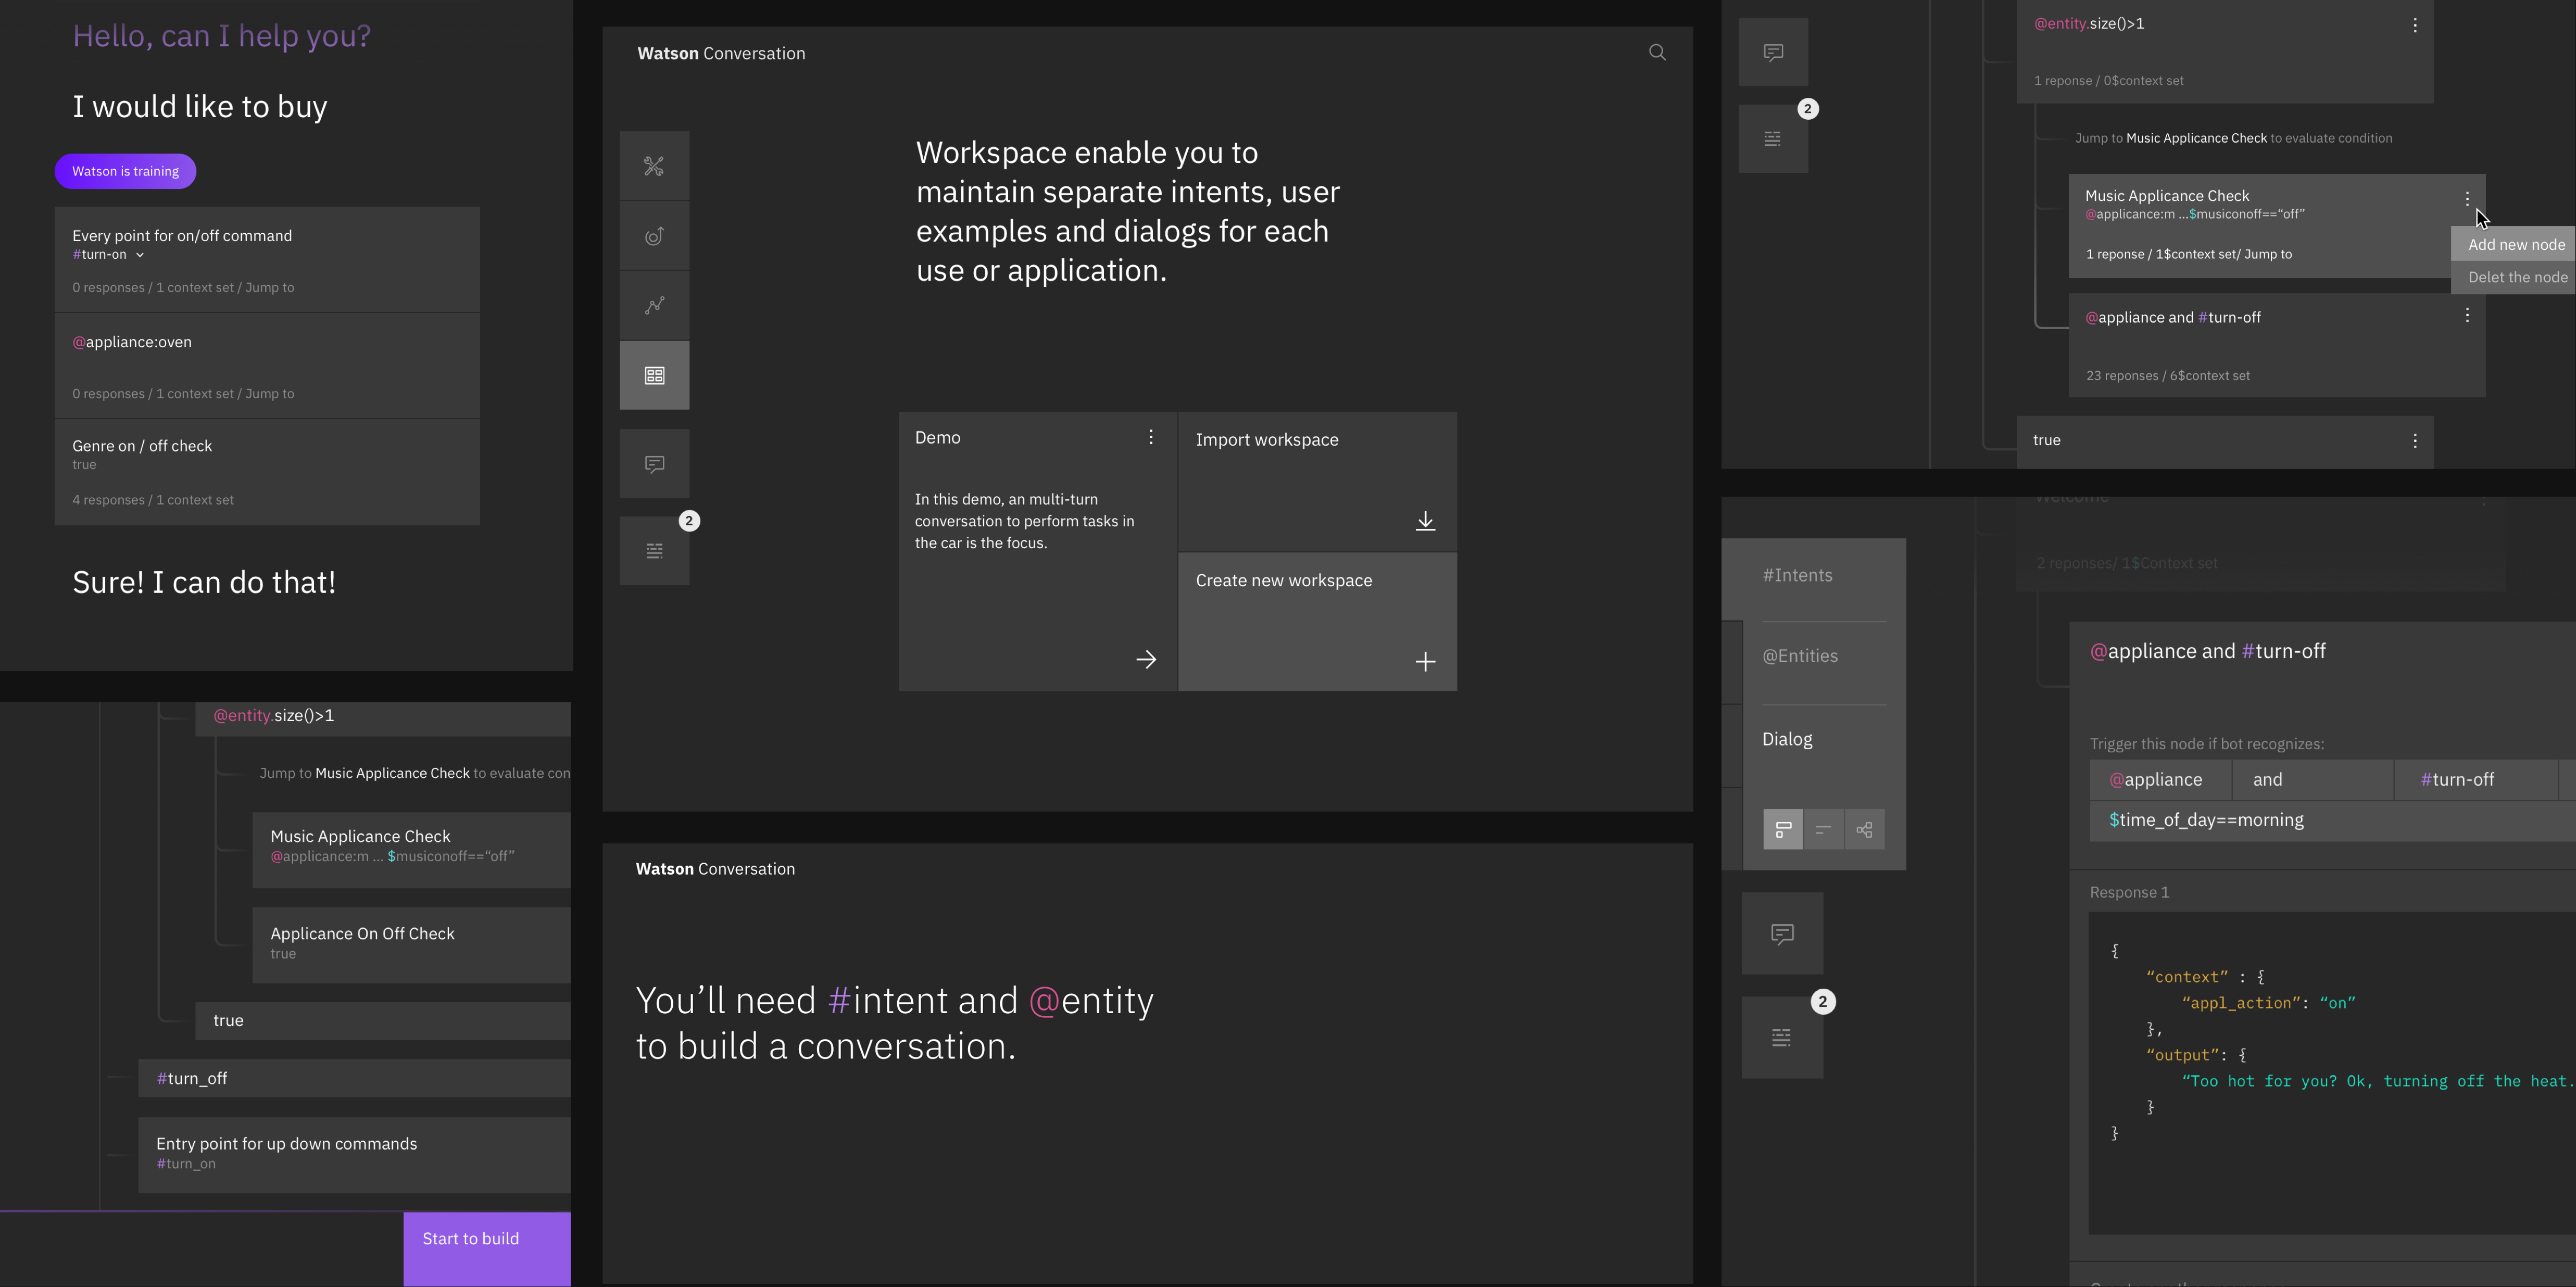 Hello, can I help you?
I would like to buy
Watson is training
Every point for on/off command
#turn-on
0 responses / 1 context set / Jump to
@appliance:oven
0 responses / 1 context set / Jump to
Genre on / off check
true
4 responses / 1 context set
Sure! I can do that!
@entity.size()>1
Jump to Music Applicance Check to evaluate con
Music Applicance Check
@applicance:m ... $musiconoff==“off”
Applicance On Off Check
true
true
#turn_off
Entry point for up down commands
#turn_on
Start to build
Watson Conversation
Workspace enable you to
maintain separate intents, user
examples and dialogs for each
use or application.
2
Demo
In this demo, an multi-turn
conversation to perform tasks in
the car is the focus.
Import workspace
Create new workspace
Watson Conversation
You’ll need #intent and @entity
to build a conversation.
2
@entity.size()>1
1 reponse / 0$context set
Jump to Music Applicance Check to evaluate condition
Music Applicance Check
@applicance:m ...$musiconoff==“off”
1 reponse / 1$context set/ Jump to
Add new node
Delet the node
@appliance and #turn-off
23 reponses / 6$context set
true
Welcome
2 reponses/ 1$Context set
#Intents
@Entities
Dialog
2
@appliance and #turn-off
Trigger this node if bot recognizes:
@appliance and #turn-off
$time_of_day==morning
Response 1
{
“context” : {
“appl_action”: “on”
},
“output”: {
“Too hot for you? Ok, turning off the heat.
}
}